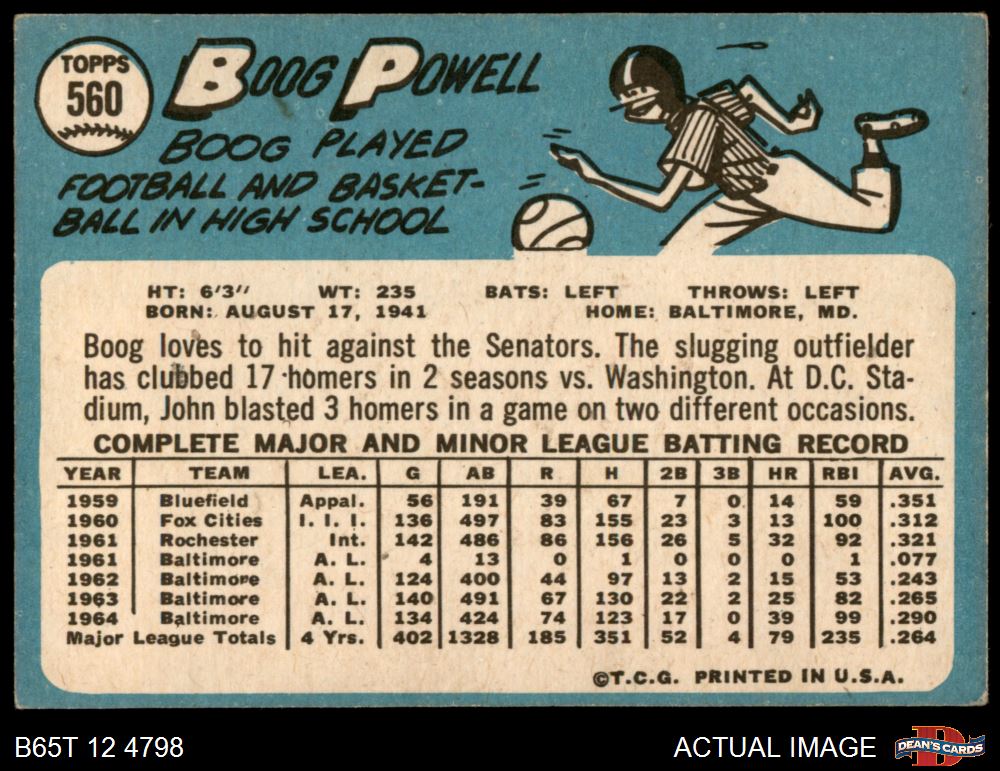 TOPPS
560
BOOG POWELL
BOOG PLAYED
FOOTBALL AND BASKET-
BALL IN HIGH SCHOOL
HT: 6'3" WT: 235 BATS: LEFT THROWS: LEFT
BORN: AUGUST 17, 1941 HOME: BALTIMORE, MD.
Boog loves to hit against the Senators. The slugging outfielder
has clubbed 17 homers in 2 seasons vs. Washington. At D.C. Sta-
dium, John blasted 3 homers in a game on two different occasions.
COMPLETE MAJOR AND MINOR LEAGUE BATTING RECORD
YEAR TEAM LEA. G AB R H 2B 3B HR RBI AVG.
1959 Bluefield Appal. 56 191 39 67 7 0 14 59 .351
1960 Fox Cities I. I. I. 136 497 83 155 23 3 13 100 .312
1961 Rochester Int. 142 486 86 156 26 5 32 92 .321
1961 Baltimore A. L. 4 13 0 1 0 0 0 1 .077
1962 Baltimore A. L. 124 400 44 97 13 2 15 53 .243
1963 Baltimore A. L. 140 491 67 130 22 2 25 82 .265
1964 Baltimore A. L. 134 424 74 123 17 0 39 99 .290
Major League Totals 4 Yrs. 402 1328 185 351 52 4 79 235 .264
©T.C.G. PRINTED IN U.S.A.
B65T 12 4798 ACTUAL IMAGE
D
DEAN'S CARDS